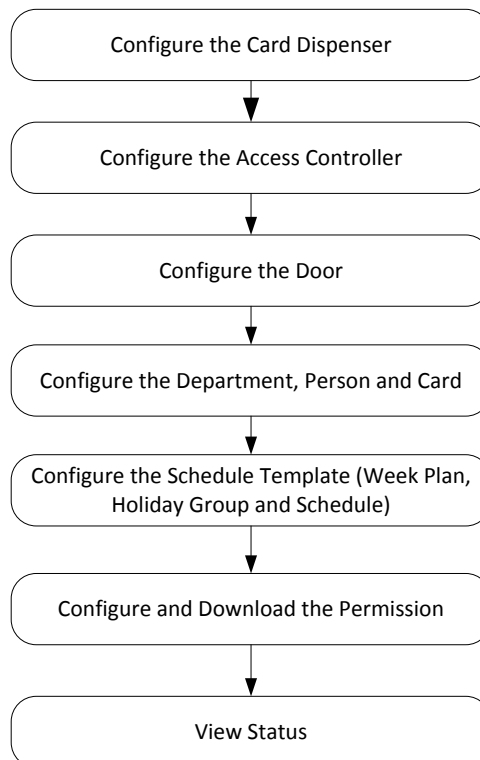 Configure the Card Dispenser
Configure the Access Controller
Configure the Door
Configure the Department, Person and Card
Configure the Schedule Template (Week Plan,
Holiday Group and Schedule)
Configure and Download the Permission
View Status